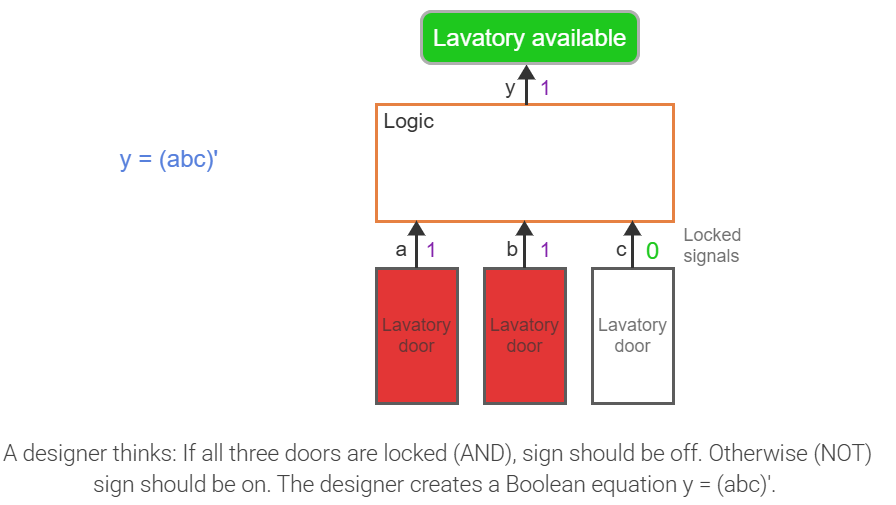 Lavatory available
y 1
Logic
y = (abc)'
a 1 b 1 c 0
Locked
signals
Lavatory
door
Lavatory
door
Lavatory
door
A designer thinks: If all three doors are locked (AND), sign should be off. Otherwise (NOT)
sign should be on. The designer creates a Boolean equation y = (abc)'.